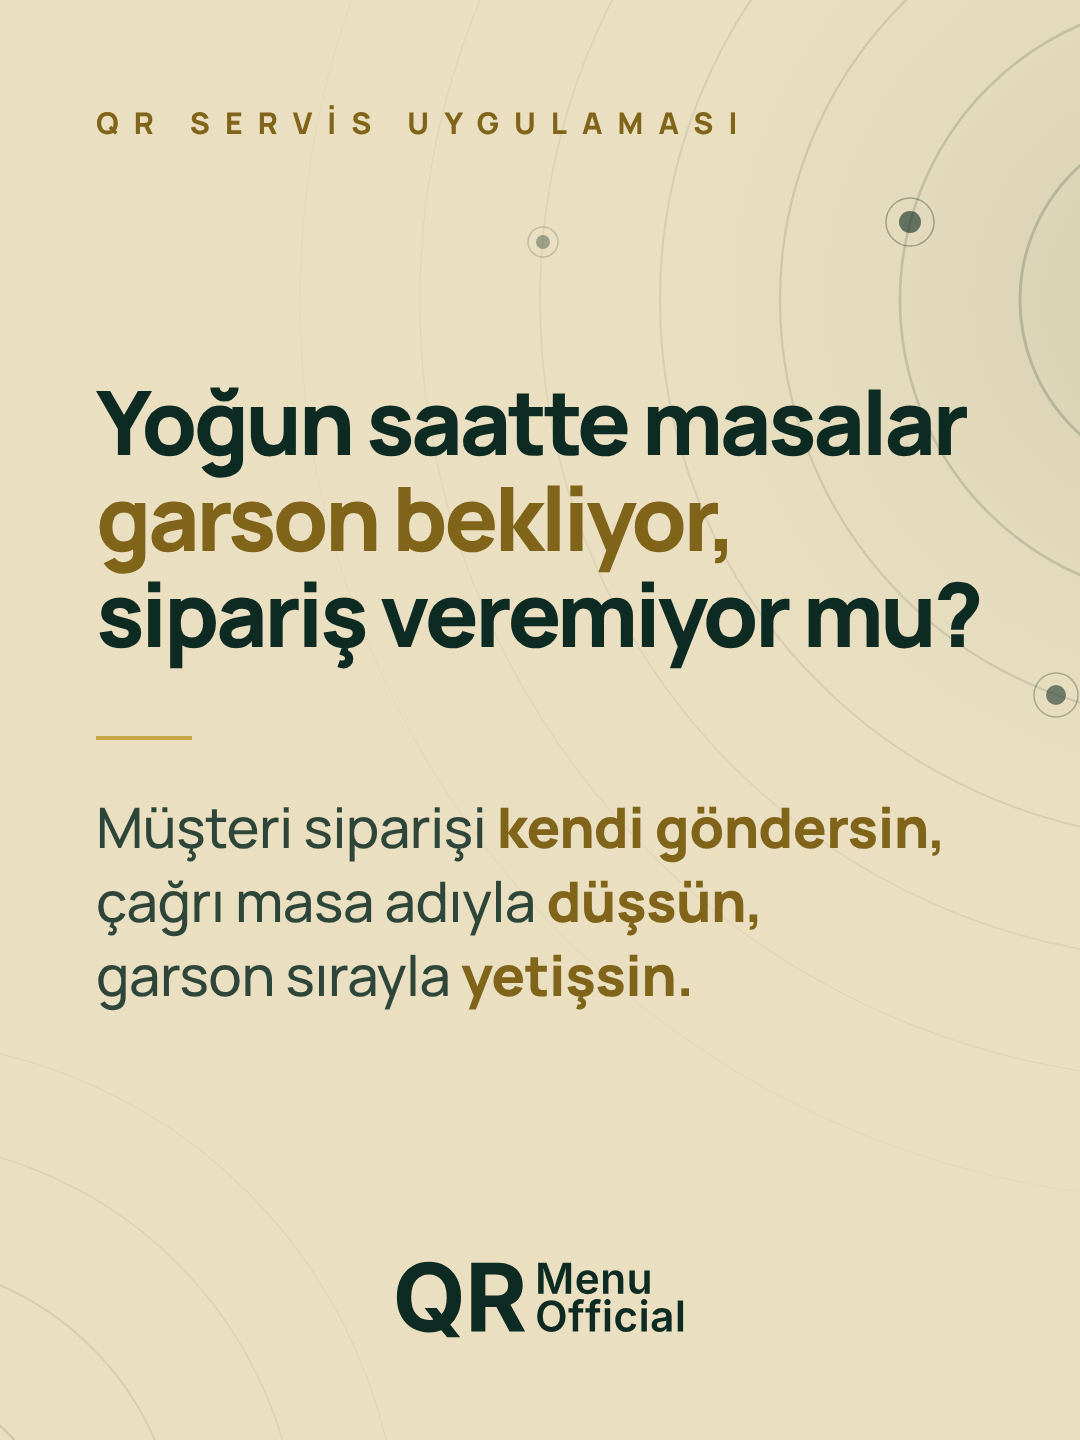 QR SERVİS UYGULAMASI
Yoğun saatte masalar
garson bekliyor,
sipariş veremiyor mu?
Müşteri siparişi kendi göndersin,
çağrı masa adıyla düşsün,
garson sırayla yetişsin.
QR Menu
Official